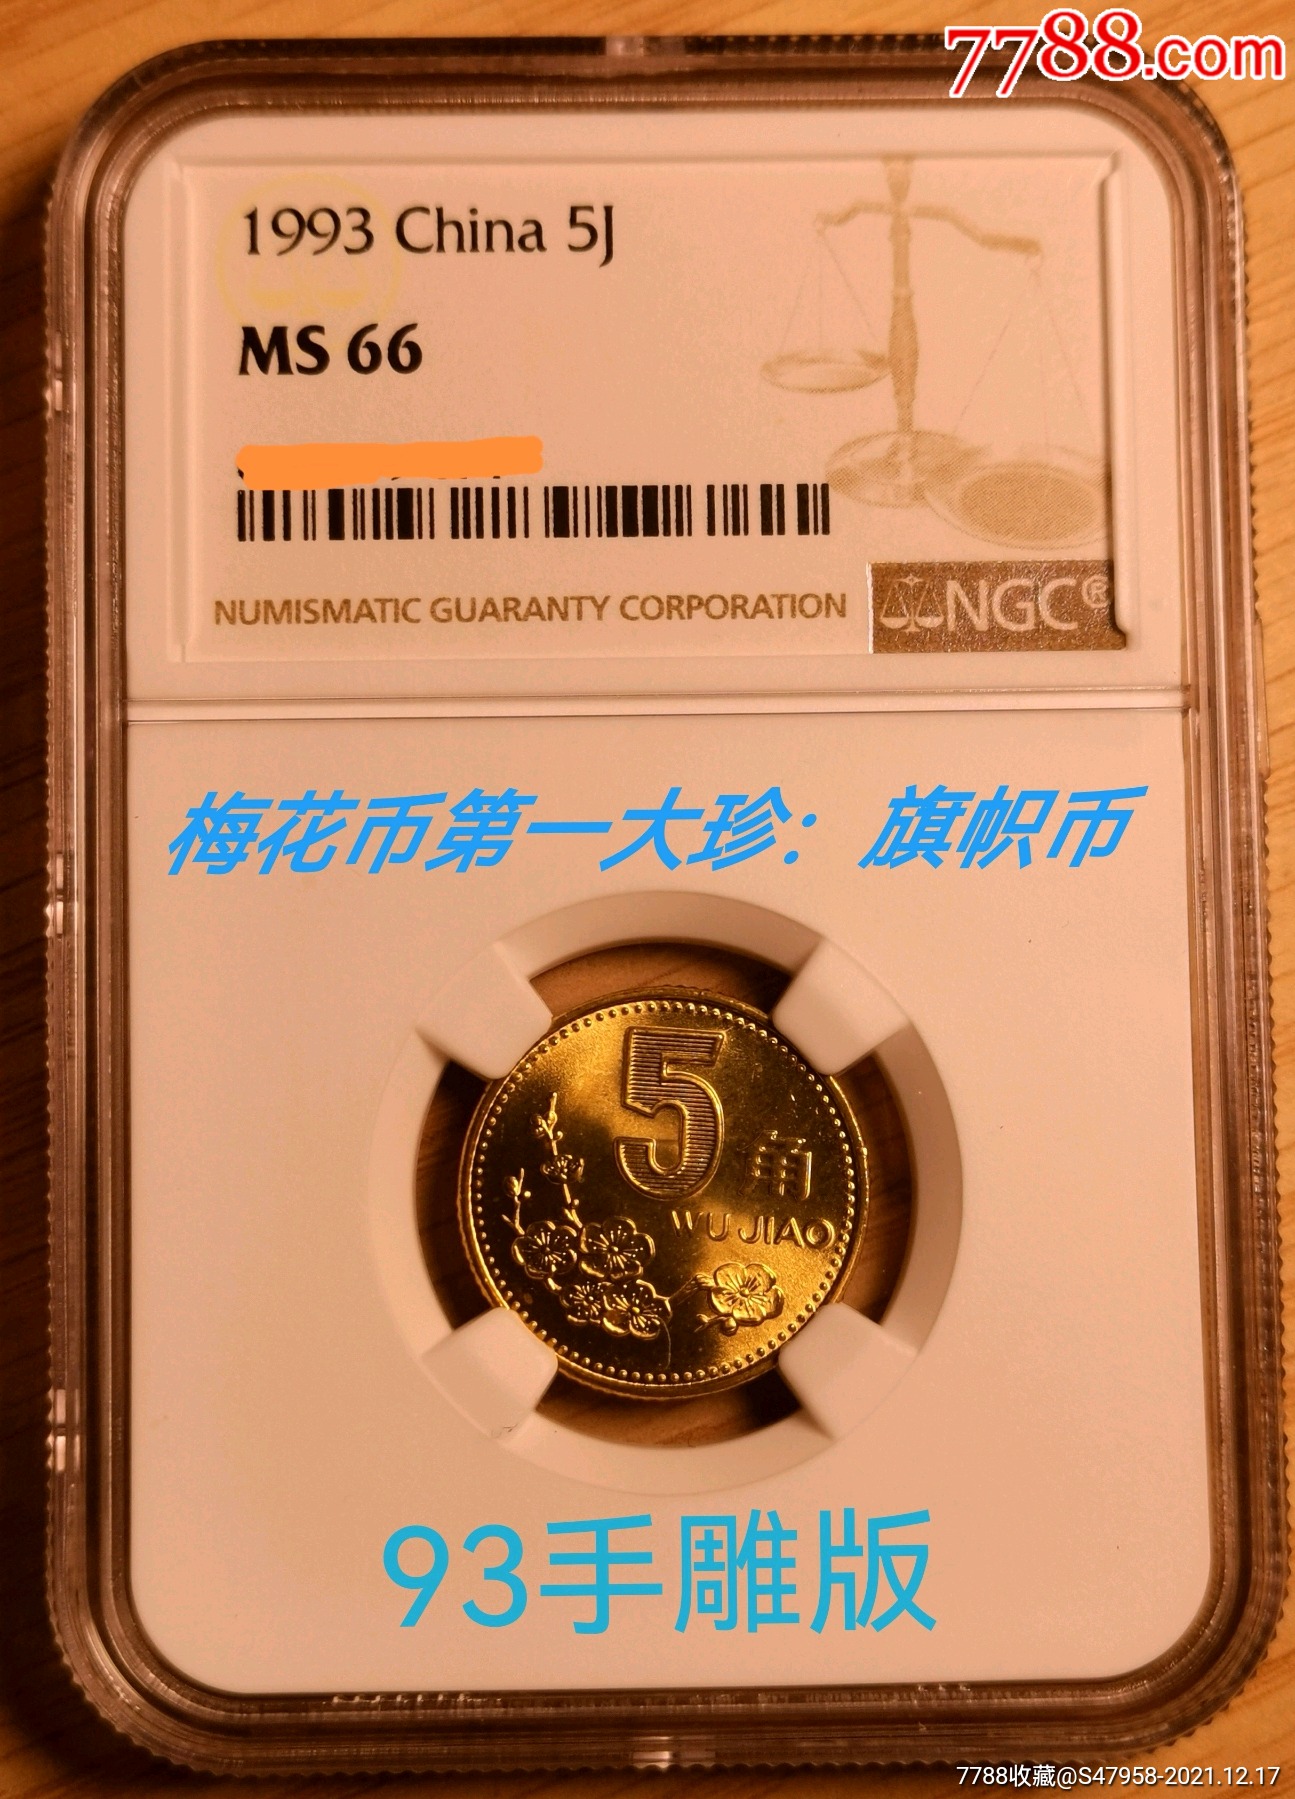 7788.com
1993 China 5J
MS 66
NUMISMATIC GUARANTY CORPORATION
NGC®
梅花币第一大珍：旗帜币
5角
WU JIAO
93手雕版
7788收藏@S47958-2021.12.17